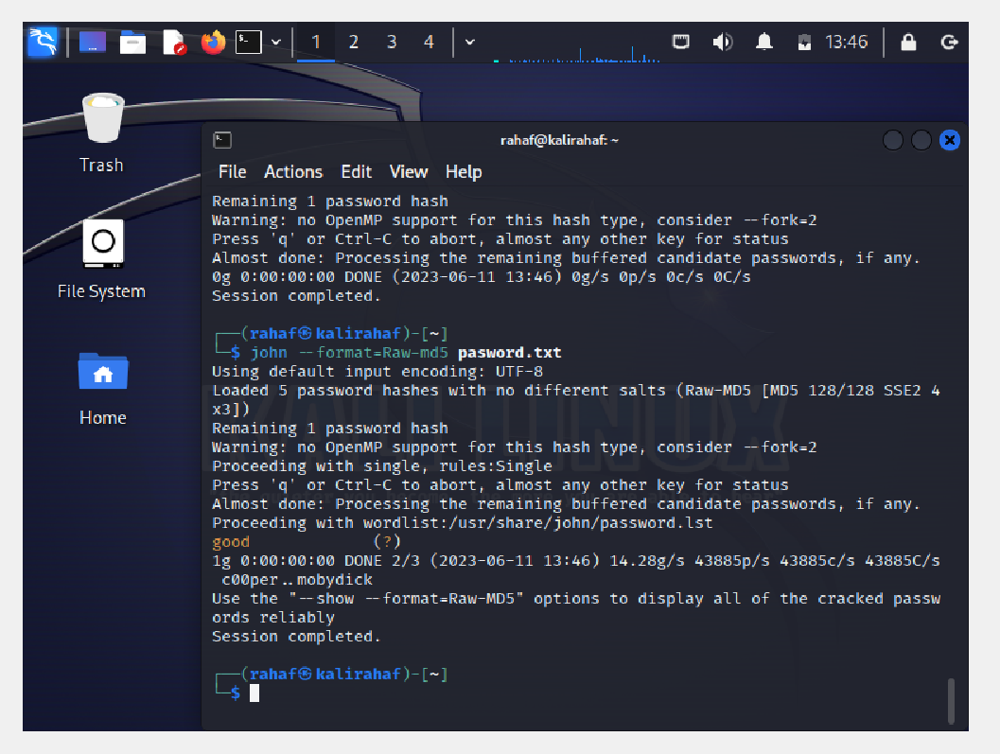 1 2 3 4 13:46
Trash
File System
Home
rahaf@kalirahaf: ~
File Actions Edit View Help
Remaining 1 password hash
Warning: no OpenMP support for this hash type, consider --fork=2
Press 'q' or Ctrl-C to abort, almost any other key for status
Almost done: Processing the remaining buffered candidate passwords, if any.
0g 0:00:00:00 DONE (2023-06-11 13:46) 0g/s 0p/s 0c/s 0C/s
Session completed.
┌──(rahaf㉿kalirahaf)-[~]
└─$ john --format=Raw-md5 pasword.txt
Using default input encoding: UTF-8
Loaded 5 password hashes with no different salts (Raw-MD5 [MD5 128/128 SSE2 4
x3])
Remaining 1 password hash
Warning: no OpenMP support for this hash type, consider --fork=2
Proceeding with single, rules:Single
Press 'q' or Ctrl-C to abort, almost any other key for status
Almost done: Processing the remaining buffered candidate passwords, if any.
Proceeding with wordlist:/usr/share/john/password.lst
good (?)
1g 0:00:00:00 DONE 2/3 (2023-06-11 13:46) 14.28g/s 43885p/s 43885c/s 43885C/s
c00per..mobydick
Use the "--show --format=Raw-MD5" options to display all of the cracked passw
ords reliably
Session completed.
┌──(rahaf㉿kalirahaf)-[~]
└─$
KALI LINUX